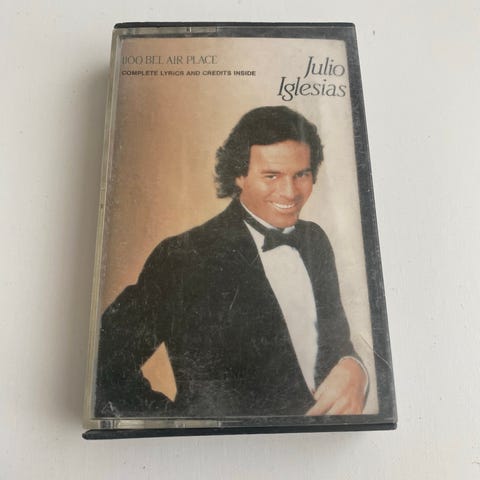 1100 BEL AIR PLACE
COMPLETE LYRICS AND CREDITS INSIDE
Julio
Iglesias